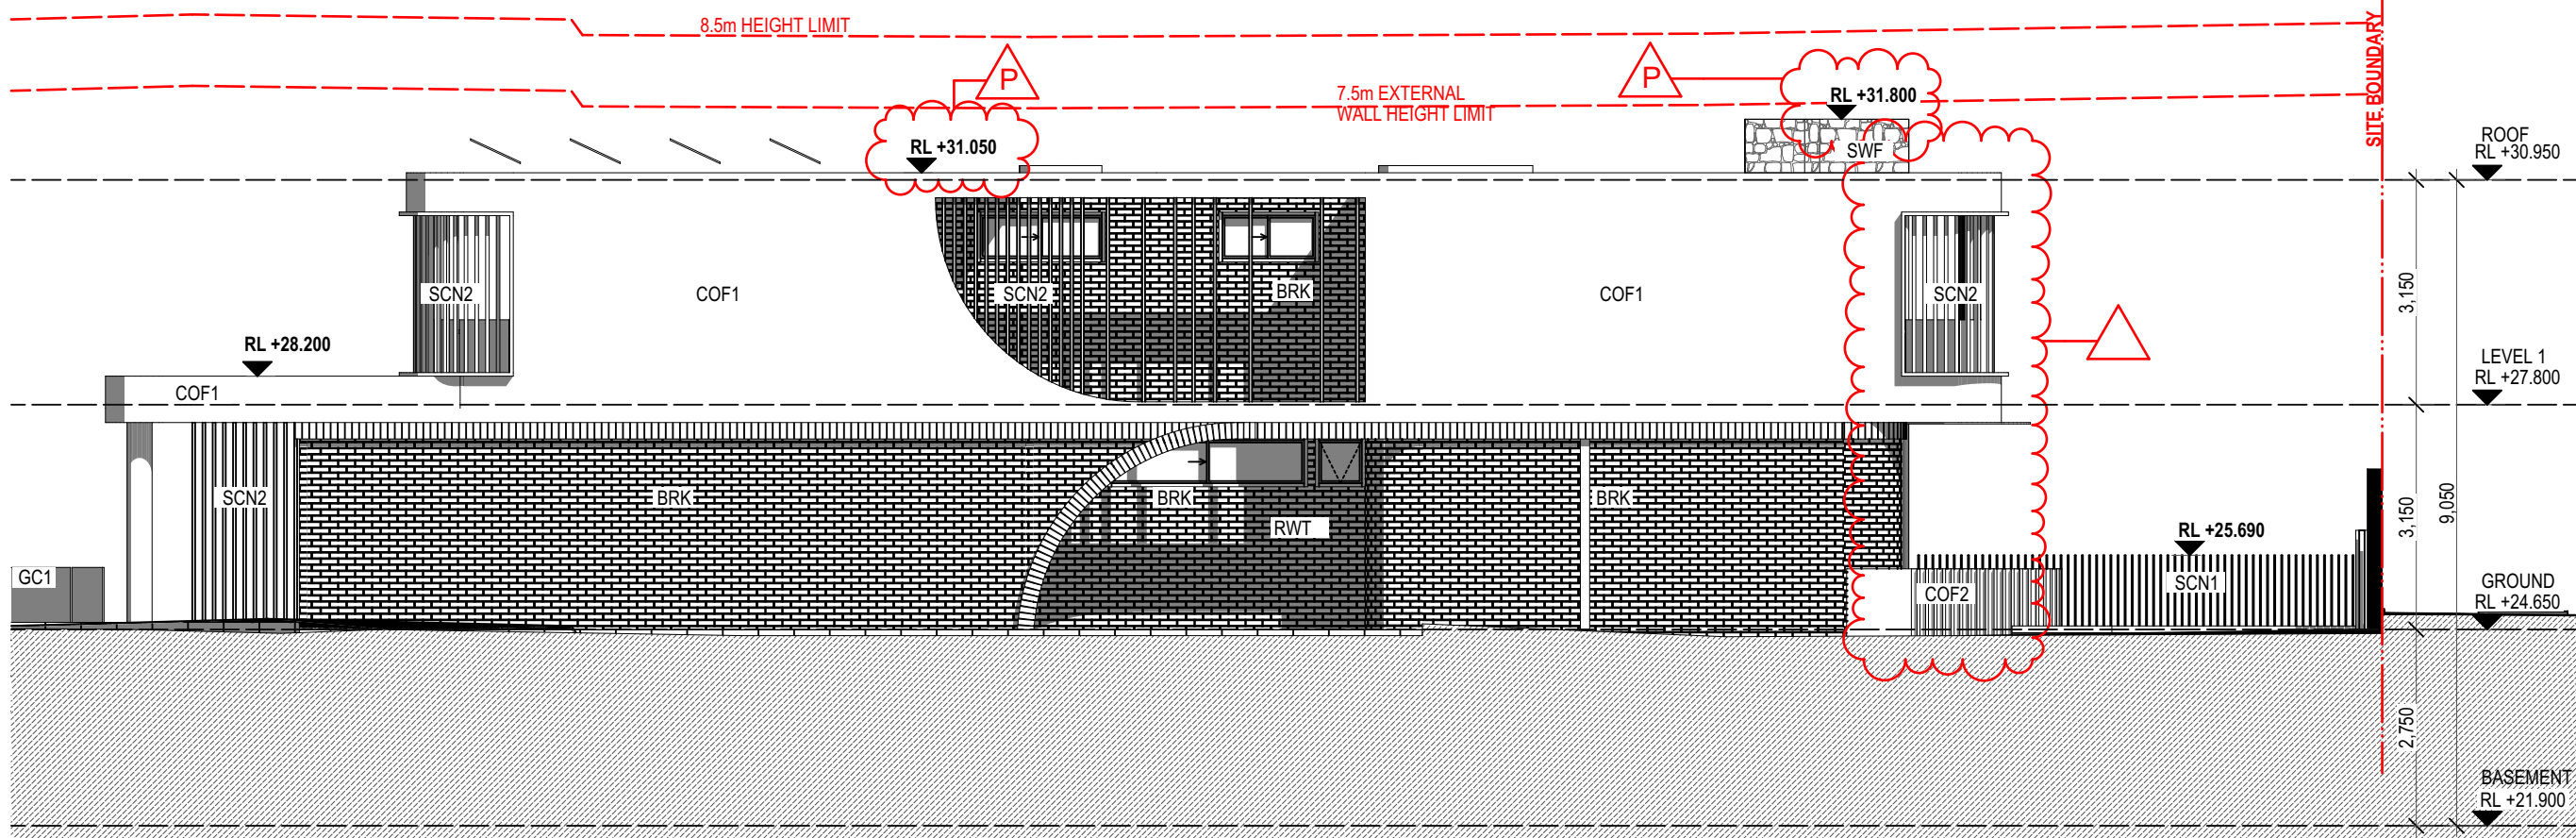 8.5m HEIGHT LIMIT
P
P
7.5m EXTERNAL
WALL HEIGHT LIMIT
RL +31.800
SITE BOUNDARY
RL +31.050
SWF
ROOF
RL +30.950
SCN2
COF1
SCN2
BRK
COF1
SCN2
3,150
RL +28.200
COF1
LEVEL 1
RL +27.800
SCN2
BRK
BRK
BRK
RWT
RL +25.690
3,150
9,050
GC1
COF2
SCN1
GROUND
RL +24.650
2,750
BASEMENT
RL +21.900